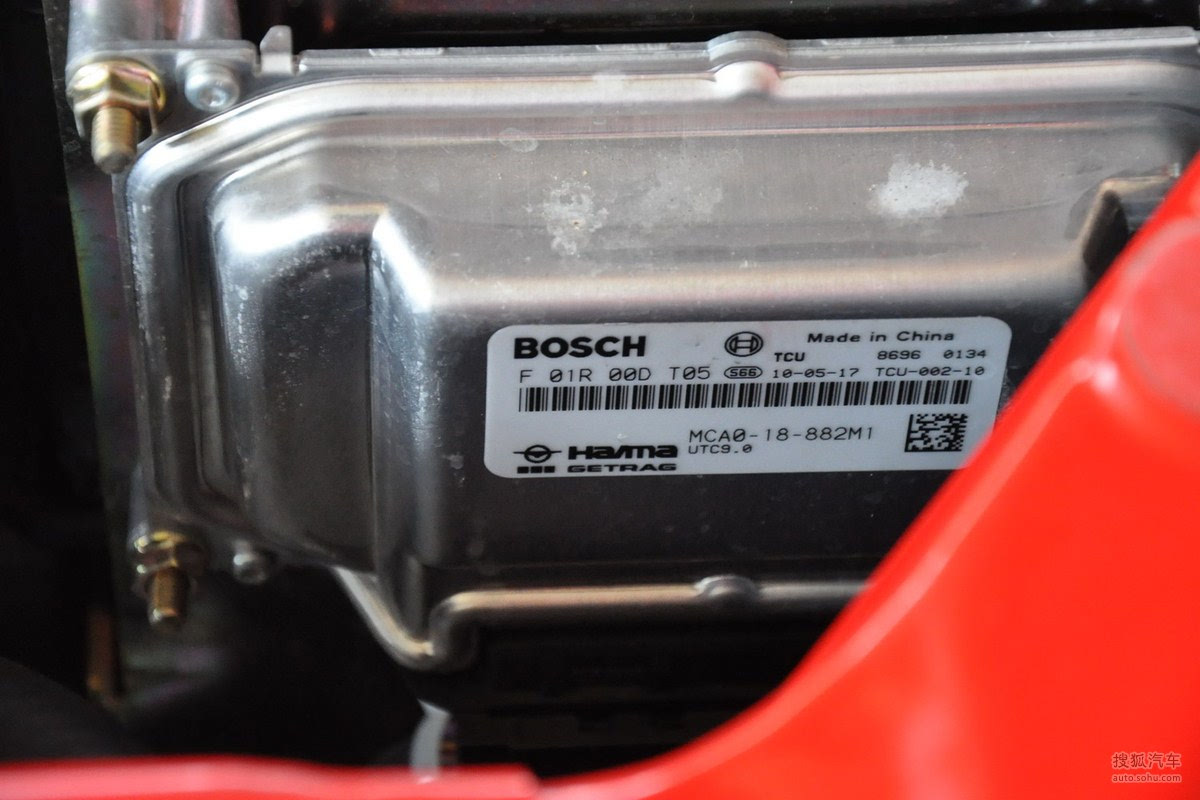 BOSCH Made in China
TCU 8696 0134
F 01R 00D T05 S66 10-05-17 TCU-002-10
MCA0-18-882M1
Haima UTC9.0
GETRAG
搜狐汽车
auto.sohu.com